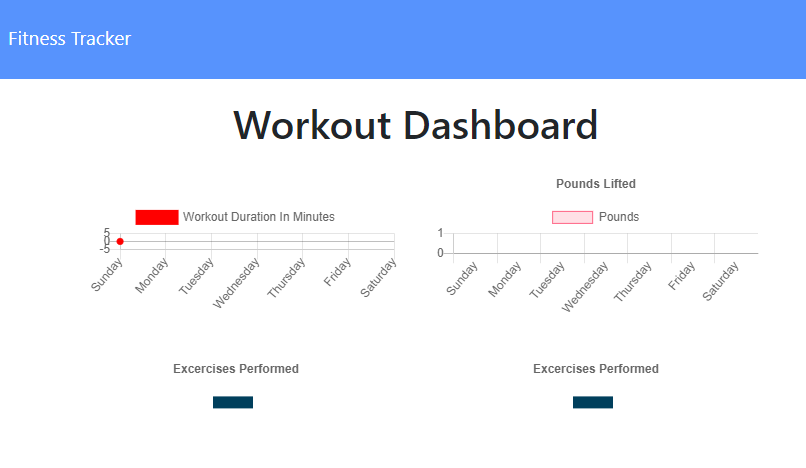 Fitness Tracker
Workout Dashboard
Workout Duration In Minutes
5
0
-5
Sunday
Monday
Tuesday
Wednesday
Thursday
Friday
Saturday
Pounds Lifted
Pounds
1
0
Sunday
Monday
Tuesday
Wednesday
Thursday
Friday
Saturday
Excercises Performed
Excercises Performed